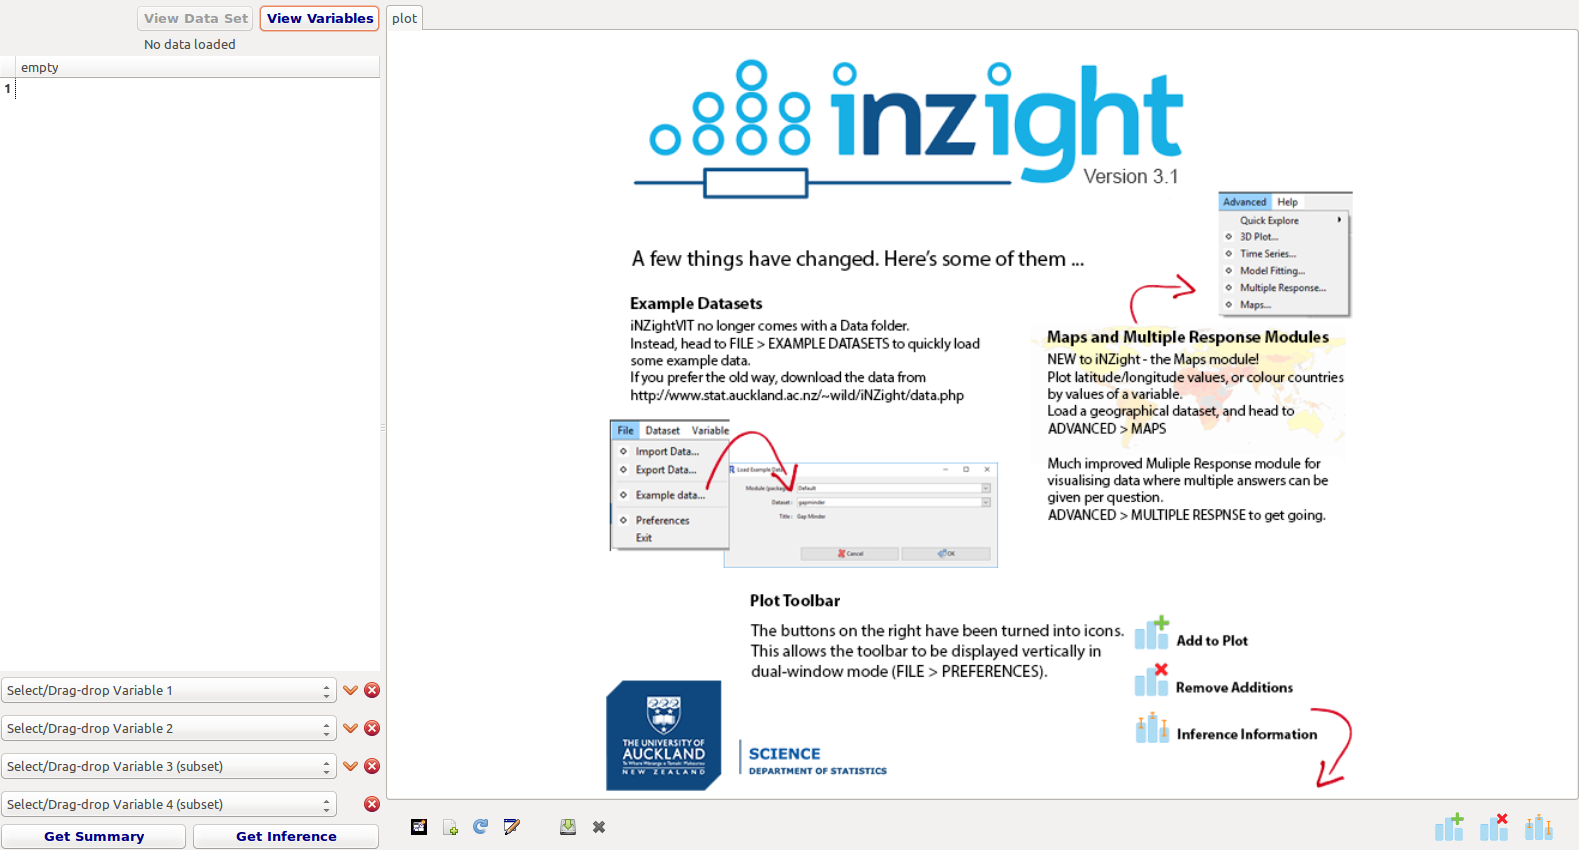 View Data Set
View Variables
No data loaded
empty
1
plot
inzight
Version 3.1
A few things have changed. Here's some of them ...
Example Datasets
iNZightVIT no longer comes with a Data folder.
Instead, head to FILE > EXAMPLE DATASETS to quickly load
some example data.
If you prefer the old way, download the data from
http://www.stat.auckland.ac.nz/~wild/iNZight/data.php
File Dataset Variable
Import Data...
Export Data...
Example data...
Preferences
Exit
Load Example Data
Default
Dataset : gapminder
Title : Gap Minder
Cancel
OK
Advanced Help
Quick Explore
3D Plot...
Time Series...
Model Fitting...
Multiple Response...
Maps...
Maps and Multiple Response Modules
NEW to iNZight - the Maps module!
Plot latitude/longitude values, or colour countries
by values of a variable.
Load a geographical dataset, and head to
ADVANCED > MAPS
Much improved Muliple Response module for
visualising data where multiple answers can be
given per question.
ADVANCED > MULTIPLE RESPNSE to get going.
Plot Toolbar
The buttons on the right have been turned into icons.
This allows the toolbar to be displayed vertically in
dual-window mode (FILE > PREFERENCES).
Add to Plot
Remove Additions
Inference Information
THE UNIVERSITY OF
AUCKLAND
NEW ZEALAND
SCIENCE
DEPARTMENT OF STATISTICS
Select/Drag-drop Variable 1
Select/Drag-drop Variable 2
Select/Drag-drop Variable 3 (subset)
Select/Drag-drop Variable 4 (subset)
Get Summary
Get Inference